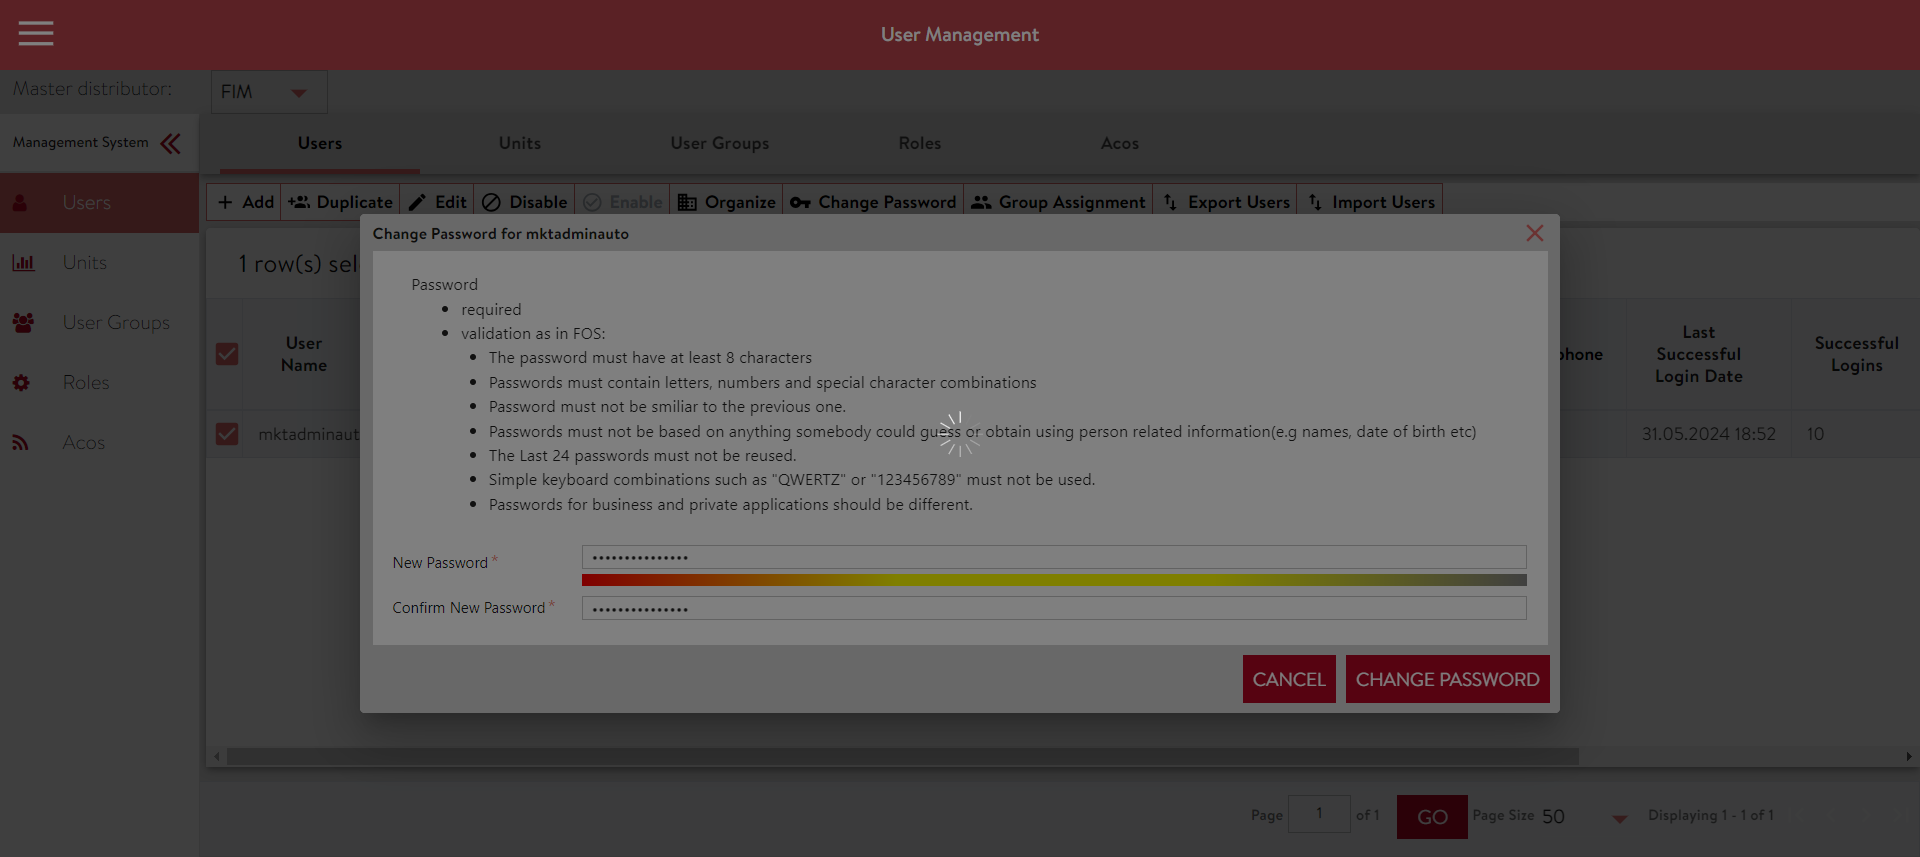 User Management
Master distributor:
FIM
Management System
Users
Units
User Groups
Roles
Acos
Users
Units
User Groups
Roles
Acos
Add
Duplicate
Edit
Disable
Enable
Organize
Change Password
Group Assignment
Export Users
Import Users
1 row(s) sel
User
Name
phone
Last
Successful
Login Date
Successful
Logins
mktadminaut
31.05.2024 18:52
10
Change Password for mktadminauto
Password
• required
• validation as in FOS:
• The password must have at least 8 characters
• Passwords must contain letters, numbers and special character combinations
• Password must not be smiliar to the previous one.
• Passwords must not be based on anything somebody could guess or obtain using person related information(e.g names, date of birth etc)
• The Last 24 passwords must not be reused.
• Simple keyboard combinations such as "QWERTZ" or "123456789" must not be used.
• Passwords for business and private applications should be different.
New Password *
•••••••••••••••
Confirm New Password *
•••••••••••••••
CANCEL
CHANGE PASSWORD
Page
1
of 1
GO
Page Size
50
Displaying 1 - 1 of 1